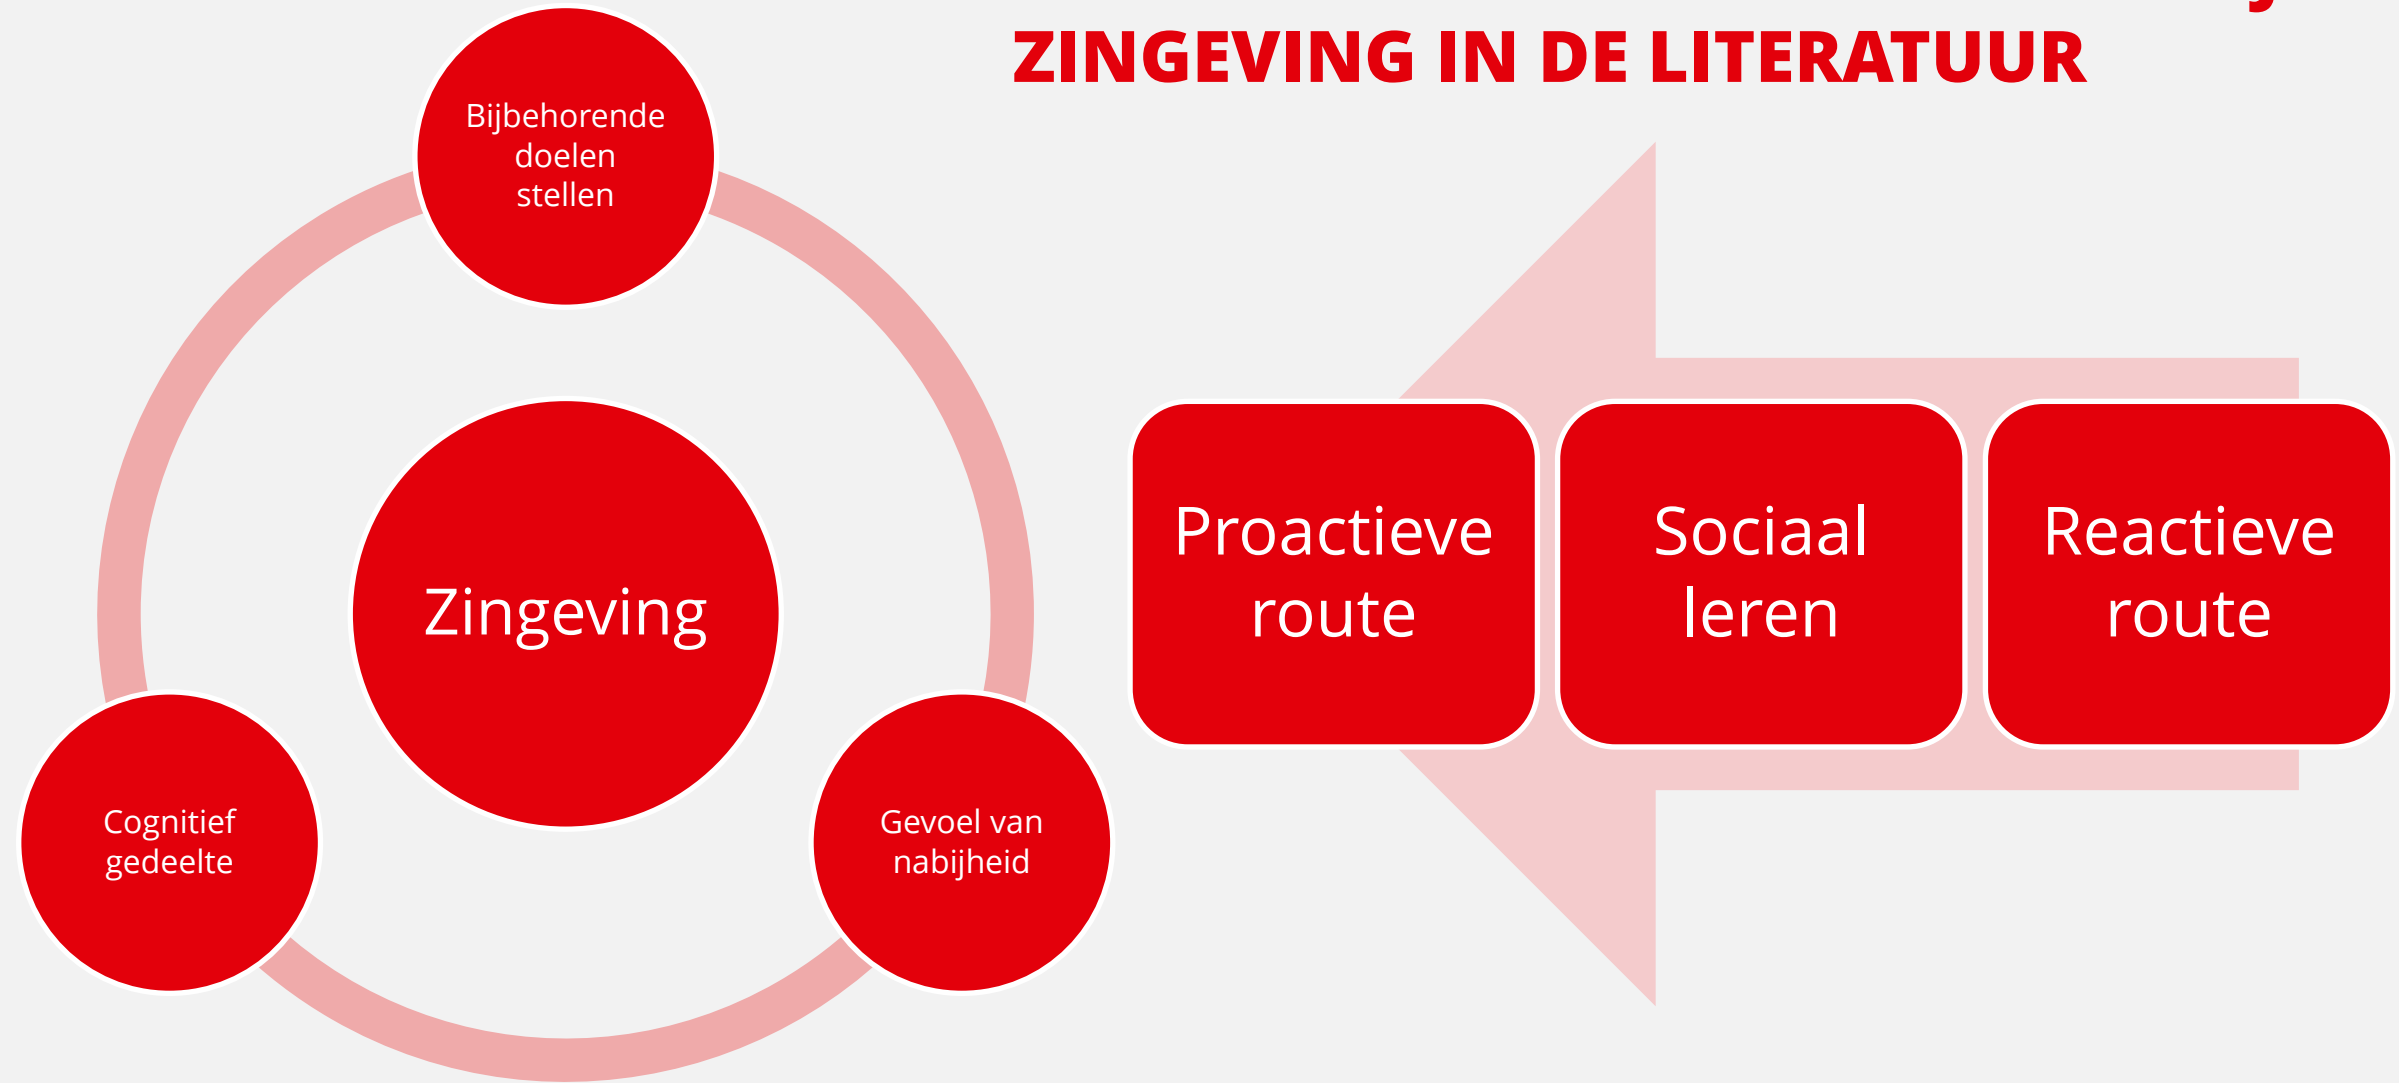 ZINGEVING IN DE LITERATUUR
Bijbehorende
doelen
stellen
Zingeving
Cognitief
gedeelte
Gevoel van
nabijheid
Proactieve
route
Sociaal
leren
Reactieve
route